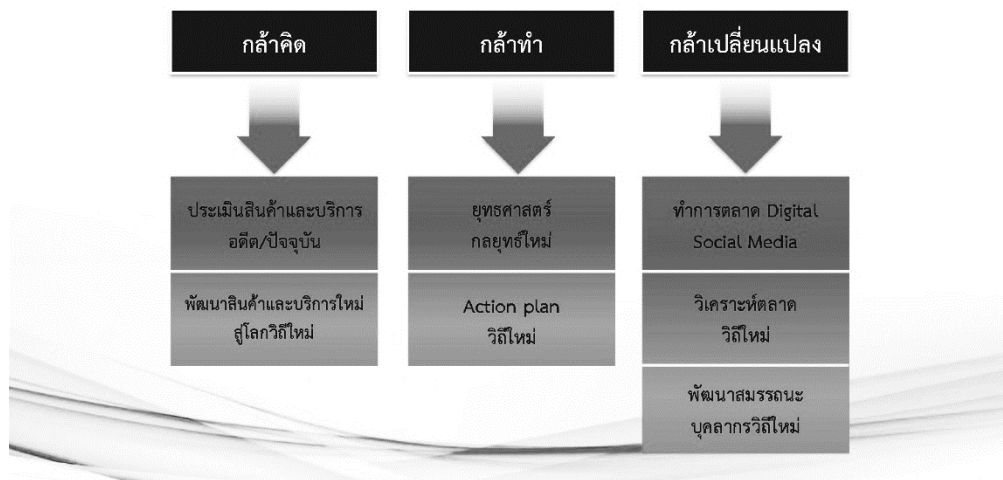 กล้าคิด
ประเมินสินค้าและบริการ
อดีต/ปัจจุบัน
พัฒนาสินค้าและบริการใหม่
สู่โลกวิถีใหม่
กล้าทำ
ยุทธศาสตร์
กลยุทธ์ใหม่
Action plan
วิถีใหม่
กล้าเปลี่ยนแปลง
ทำการตลาด Digital
Social Media
วิเคราะห์ตลาด
วิถีใหม่
พัฒนาสมรรถนะ
บุคลากรวิถีใหม่